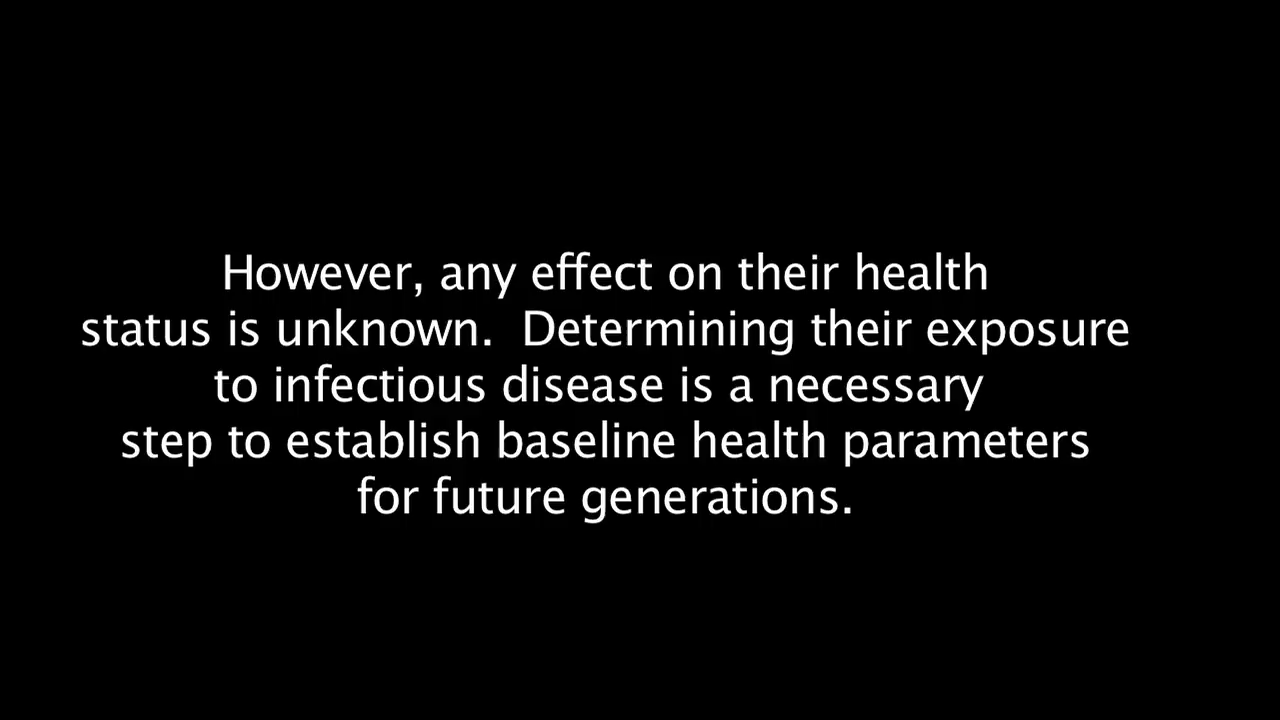 However, any effect on their health
status is unknown.  Determining their exposure
to infectious disease is a necessary
step to establish baseline health parameters
for future generations.